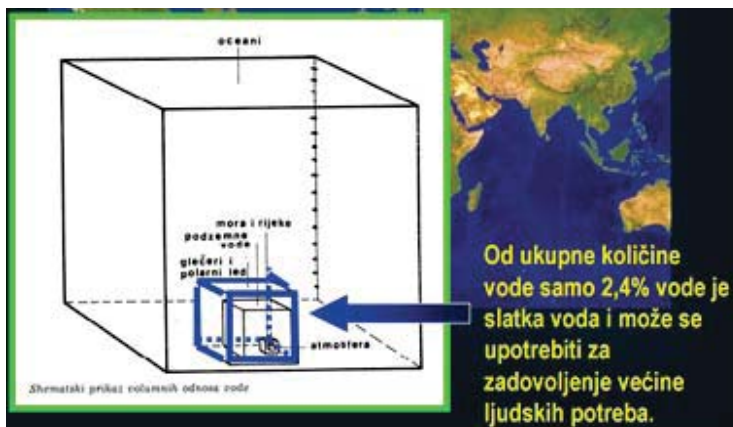 oceani
mora i rijeke
podzemne
vode
glečeri i
polarni led
atmosfera
Shematski prikaz volumnih odnosa vode
Od ukupne količine
vode samo 2,4% vode je
slatka voda i može se
upotrebiti za
zadovoljenje većine
ljudskih potreba.